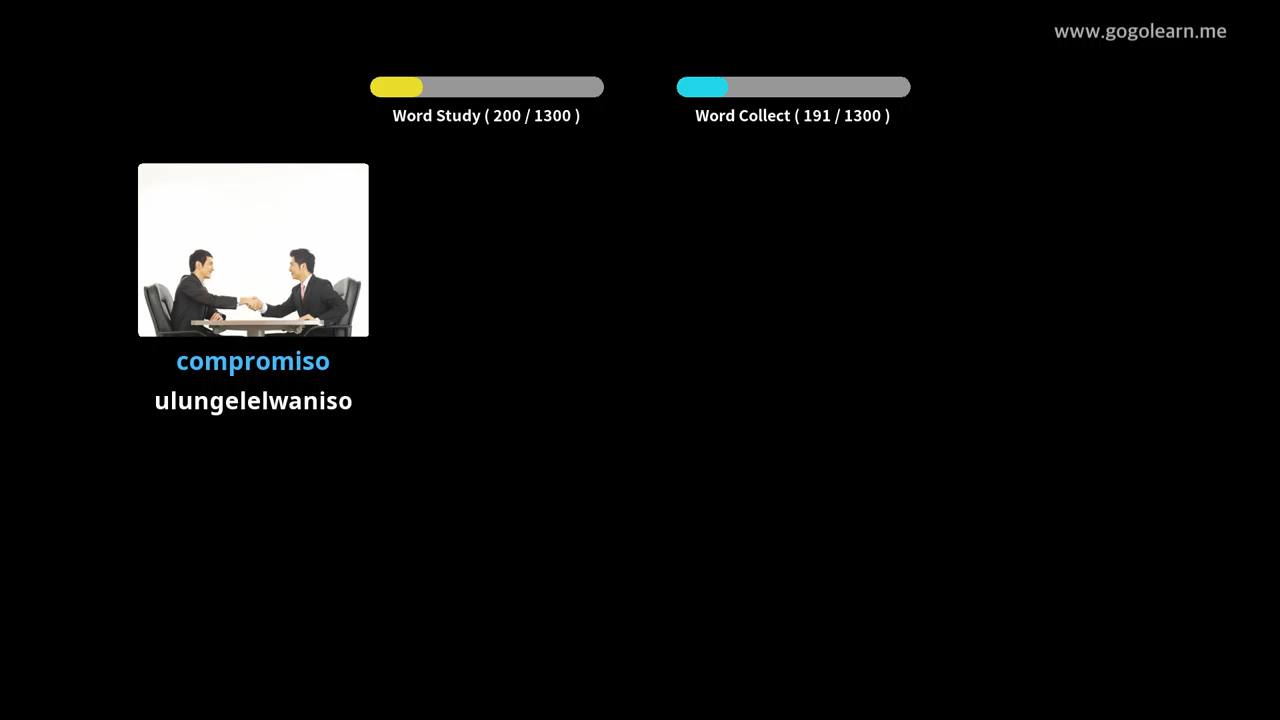 www.gogolearn.me
Word Study ( 200 / 1300 )
Word Collect ( 191 / 1300 )
compromiso
ulungelelwaniso